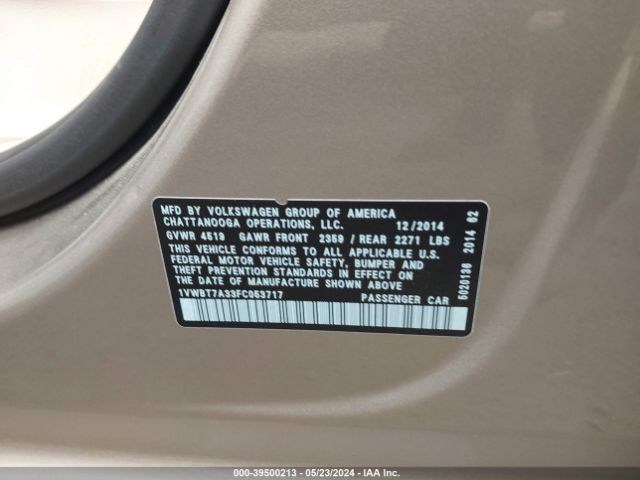 MFD BY VOLKSWAGEN GROUP OF AMERICA
CHATTANOOGA OPERATIONS, LLC. 12/2014
GVWR 4519 GAWR FRONT 2359 / REAR 2271 LBS
THIS VEHICLE CONFORMS TO ALL APPLICABLE U.S.
FEDERAL MOTOR VEHICLE SAFETY, BUMPER AND
THEFT PREVENTION STANDARDS IN EFFECT ON THE
DATE OF MANUFACTURE SHOWN ABOVE.
1VWBT7A33FC053717 PASSENGER CAR
5020136 2014 62
000-39500213 - 05/23/2024 - IAA Inc.